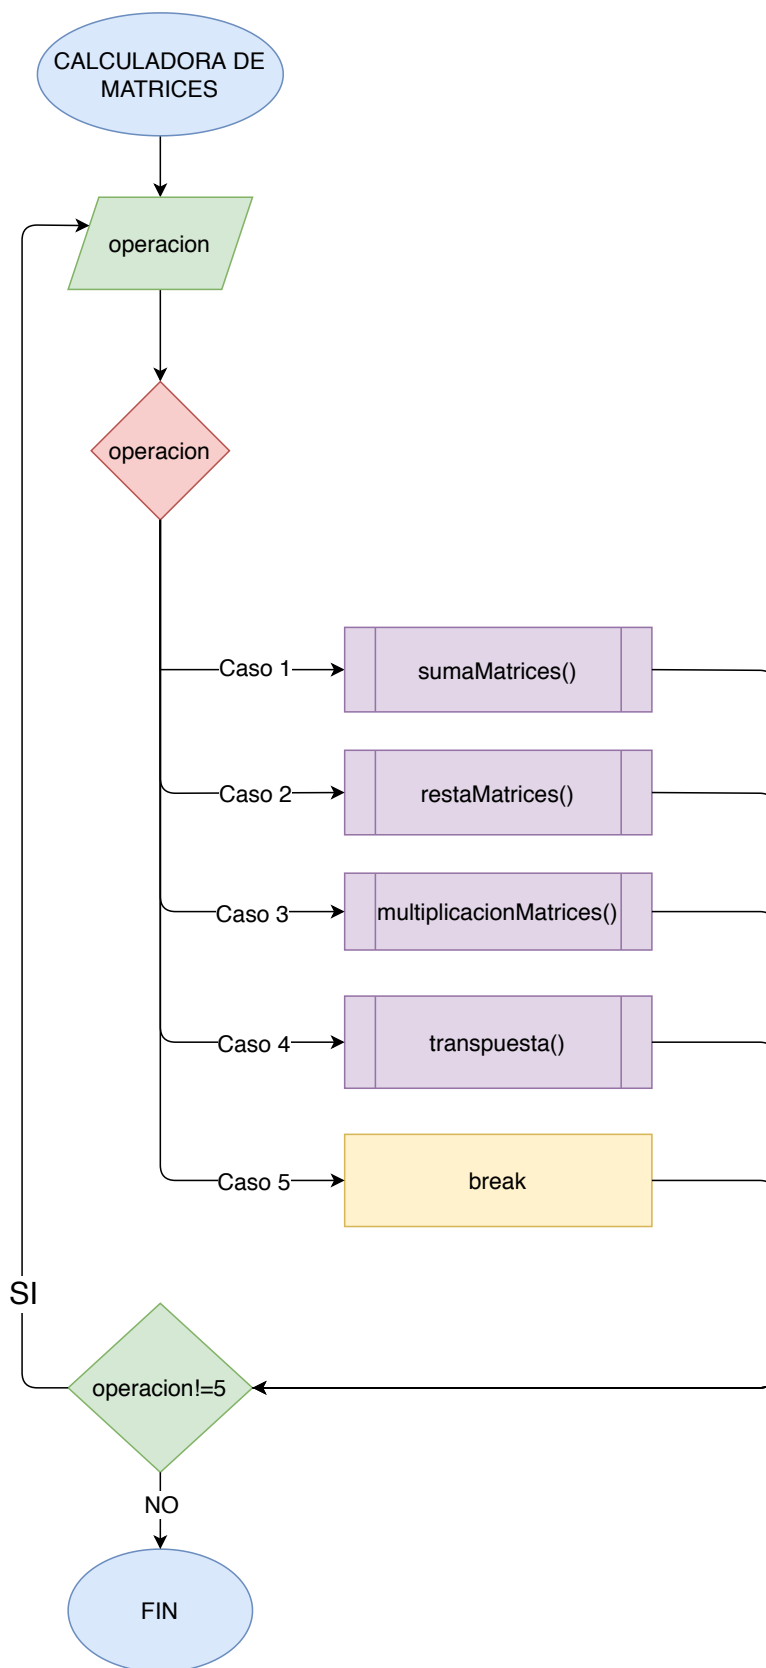 CALCULADORA DE
MATRICES
operacion
operacion
Caso 1
sumaMatrices()
Caso 2
restaMatrices()
Caso 3
multiplicacionMatrices()
Caso 4
transpuesta()
Caso 5
break
SI
operacion!=5
NO
FIN